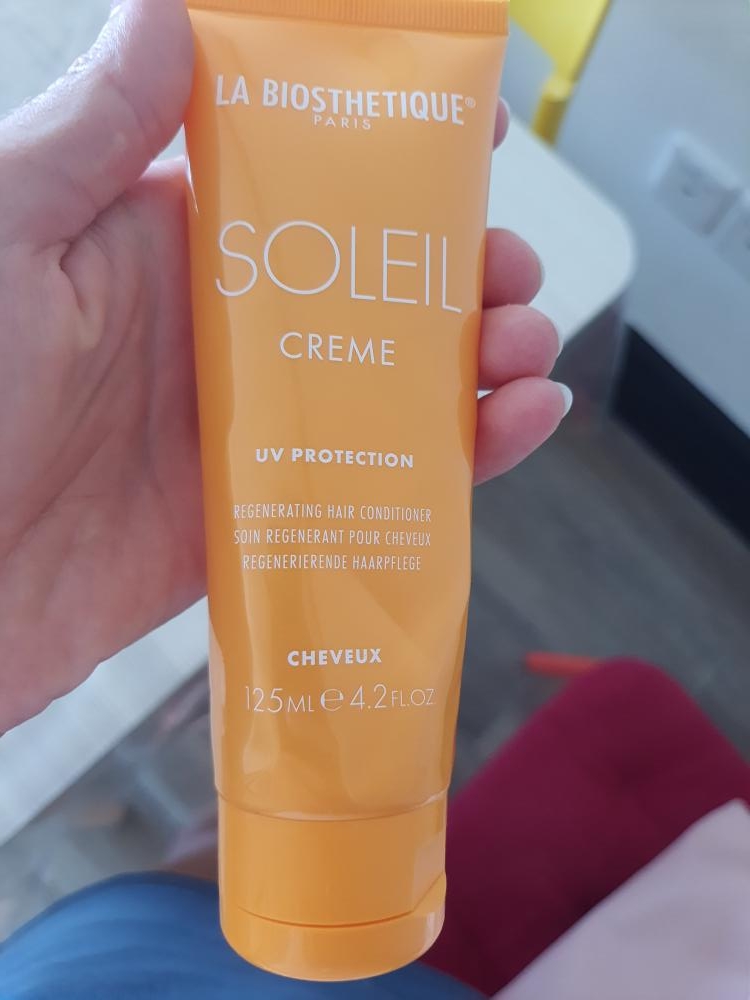 LA BIOSTHETIQUE®
PARIS
SOLEIL
CREME
UV PROTECTION
REGENERATING HAIR CONDITIONER
SOIN REGENERANT POUR CHEVEUX
REGENERIERENDE HAARPFLEGE
CHEVEUX
125ML ℮ 4.2FL.OZ.